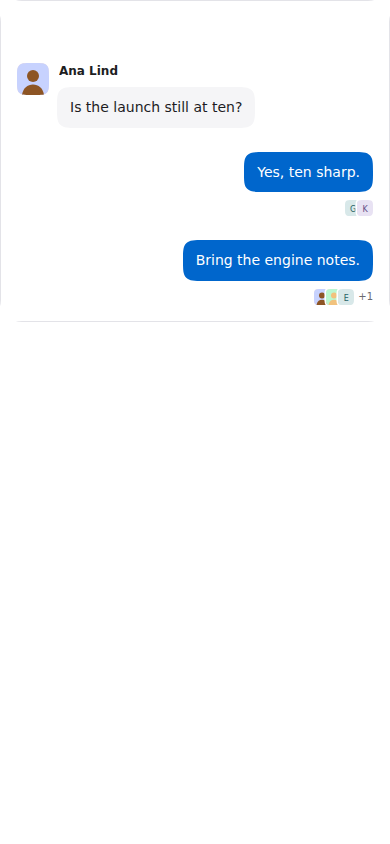 Ana Lind
Is the launch still at ten?
Yes, ten sharp.
G K
Bring the engine notes.
E +1